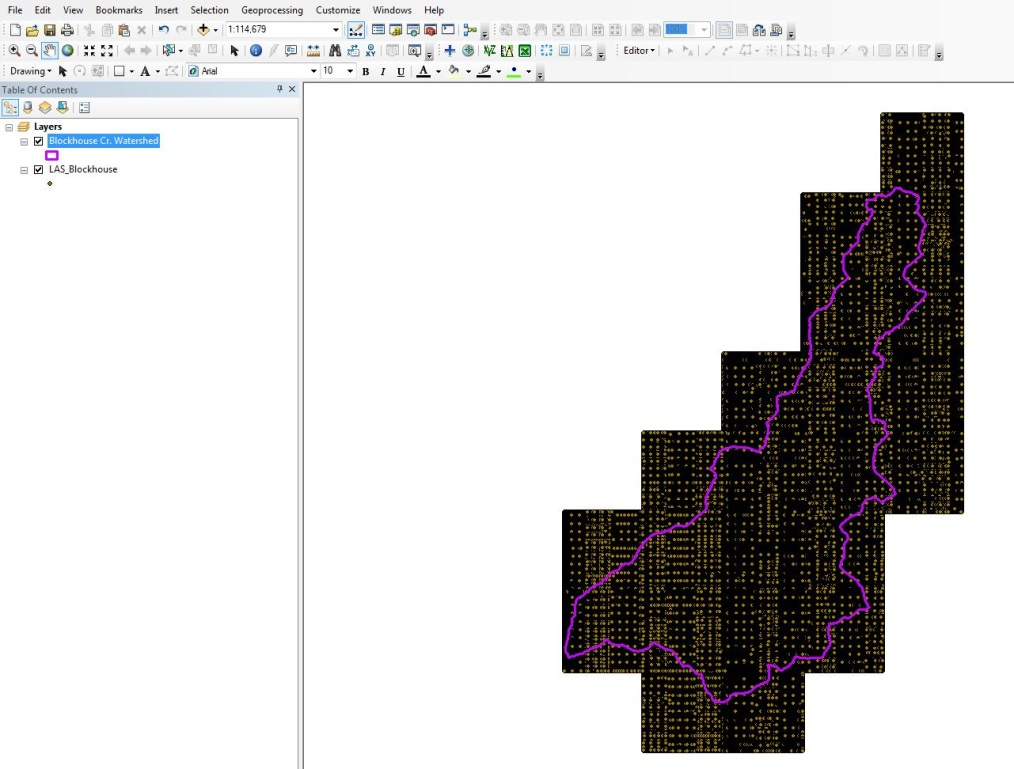 File Edit View Bookmarks Insert Selection Geoprocessing Customize Windows Help
1:114,679
100%
Editor
Drawing A Arial 10 B I U A
Table Of Contents
Layers
Blockhouse Cr. Watershed
LAS_Blockhouse